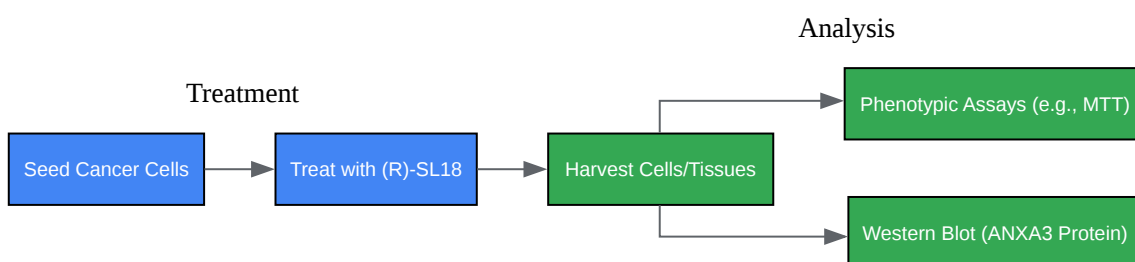 Analysis
Treatment
Phenotypic Assays (e.g., MTT)
Seed Cancer Cells
Treat with (R)-SL18
Harvest Cells/Tissues
Western Blot (ANXA3 Protein)